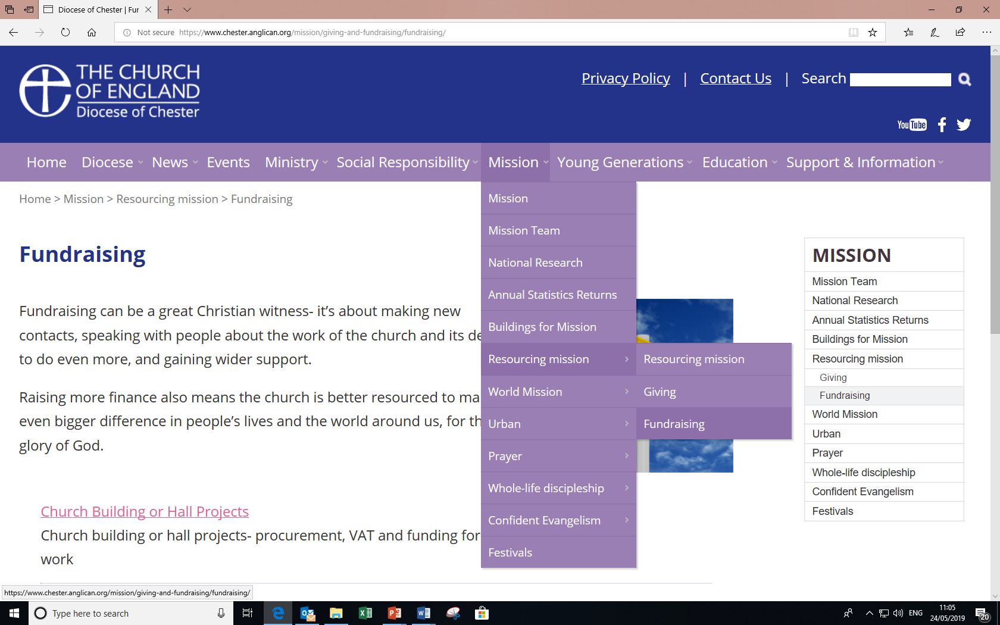 Diocese of Chester | Fur
Not secure https://www.chester.anglican.org/mission/giving-and-fundraising/fundraising/
THE CHURCH
OF ENGLAND
Diocese of Chester
Privacy Policy | Contact Us | Search
YouTube
Home Diocese News Events Ministry Social Responsibility Mission Young Generations Education Support & Information
Home > Mission > Resourcing mission > Fundraising
Fundraising
Fundraising can be a great Christian witness- it's about making new
contacts, speaking with people about the work of the church and its de
to do even more, and gaining wider support.
Raising more finance also means the church is better resourced to ma
even bigger difference in people's lives and the world around us, for th
glory of God.
Church Building or Hall Projects
Church building or hall projects- procurement, VAT and funding for
work
Mission
Mission Team
National Research
Annual Statistics Returns
Buildings for Mission
Resourcing mission
World Mission
Urban
Prayer
Whole-life discipleship
Confident Evangelism
Festivals
Resourcing mission
Giving
Fundraising
MISSION
Mission Team
National Research
Annual Statistics Returns
Buildings for Mission
Resourcing mission
Giving
Fundraising
World Mission
Urban
Prayer
Whole-life discipleship
Confident Evangelism
Festivals
https://www.chester.anglican.org/mission/giving-and-fundraising/fundraising/
Type here to search
ENG
11:05
24/05/2019
20